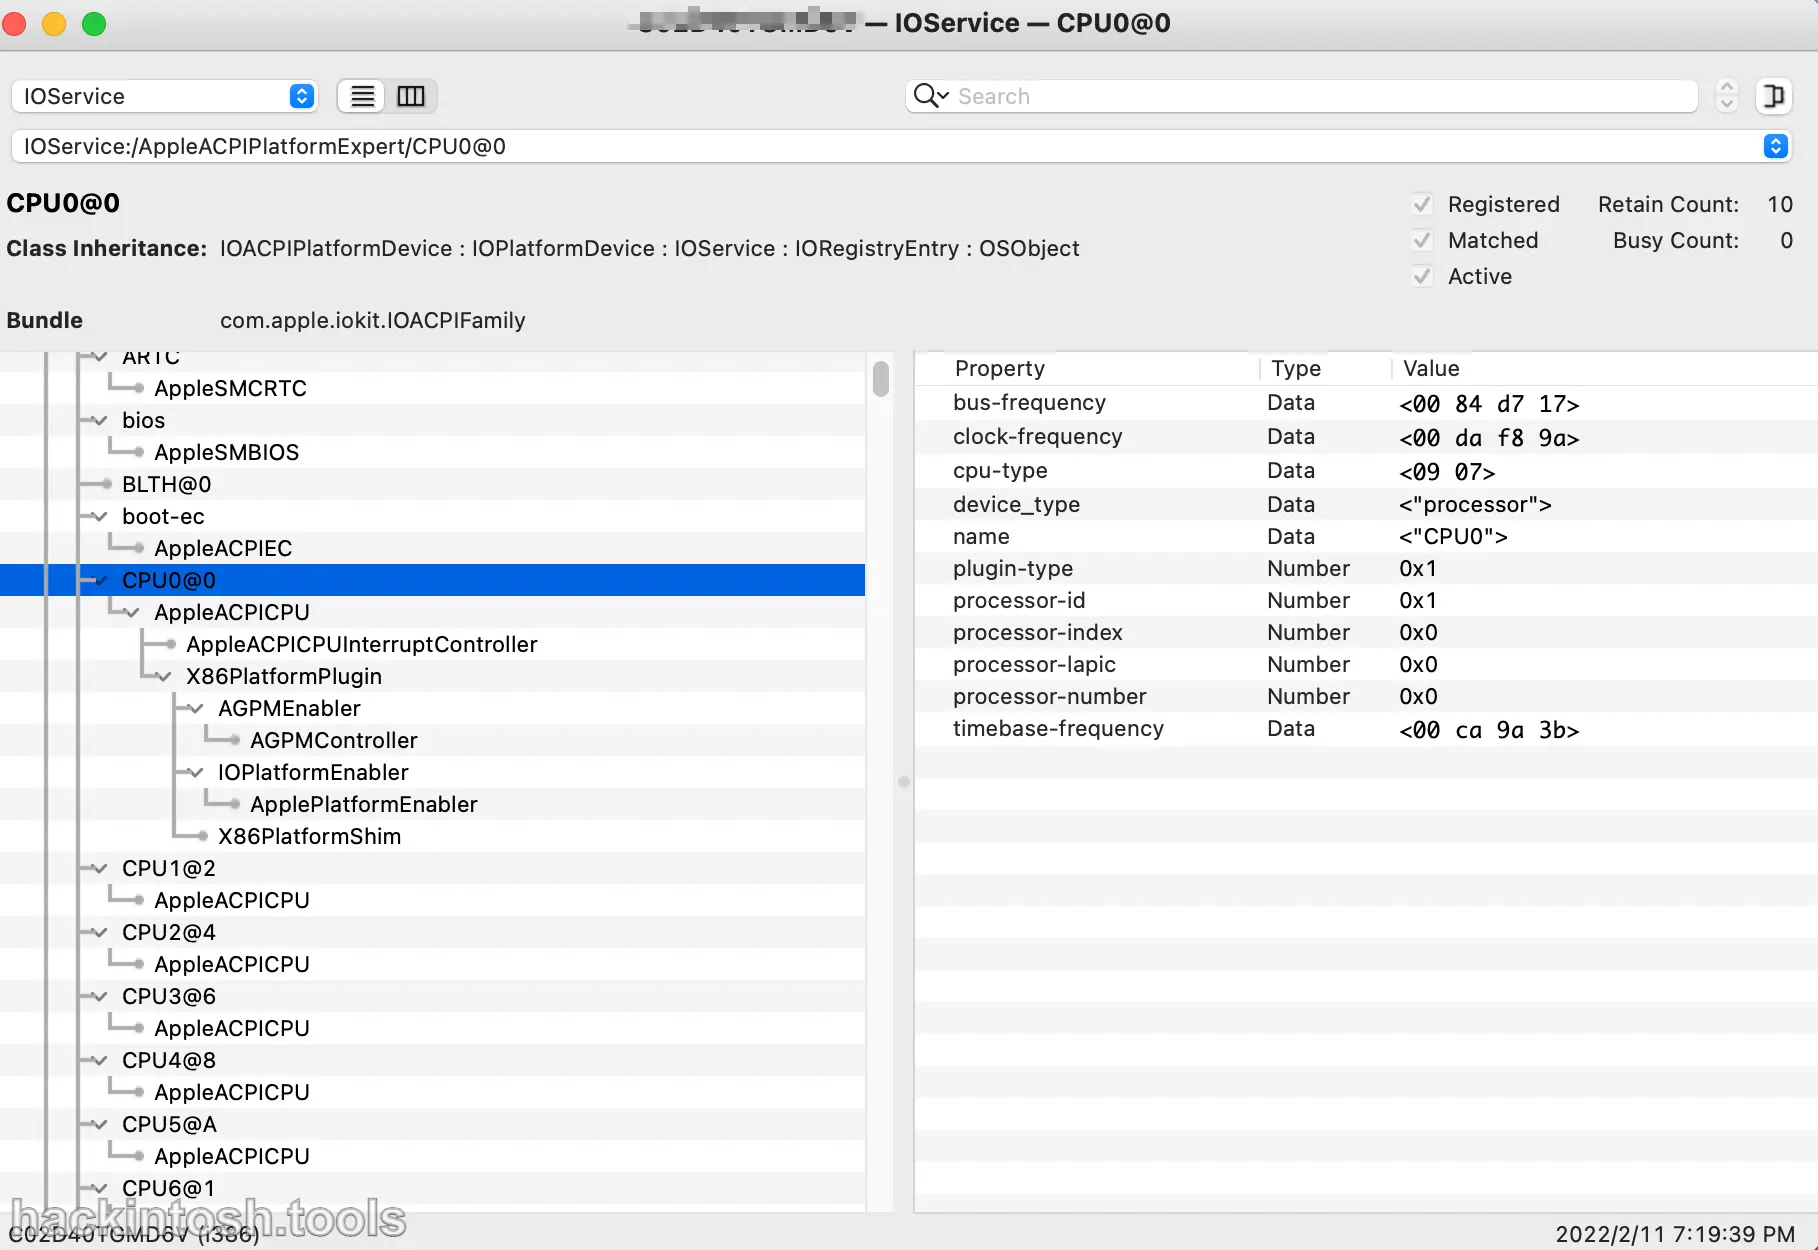 — IOService — CPU0@0
IOService
Search
IOService:/AppleACPIPlatformExpert/CPU0@0
CPU0@0
Registered Retain Count: 10
Class Inheritance: IOACPIPlatformDevice : IOPlatformDevice : IOService : IORegistryEntry : OSObject
Matched Busy Count: 0
Active
Bundle com.apple.iokit.IOACPIFamily
ARTC
AppleSMCRTC
bios
AppleSMBIOS
BLTH@0
boot-ec
AppleACPIEC
CPU0@0
AppleACPICPU
AppleACPICPUInterruptController
X86PlatformPlugin
AGPMEnabler
AGPMController
IOPlatformEnabler
ApplePlatformEnabler
X86PlatformShim
CPU1@2
AppleACPICPU
CPU2@4
AppleACPICPU
CPU3@6
AppleACPICPU
CPU4@8
AppleACPICPU
CPU5@A
AppleACPICPU
CPU6@1
Property Type Value
bus-frequency Data <00 84 d7 17>
clock-frequency Data <00 da f8 9a>
cpu-type Data <09 07>
device_type Data <"processor">
name Data <"CPU0">
plugin-type Number 0x1
processor-id Number 0x1
processor-index Number 0x0
processor-lapic Number 0x0
processor-number Number 0x0
timebase-frequency Data <00 ca 9a 3b>
hackintosh.tools
(i386)
2022/2/11 7:19:39 PM